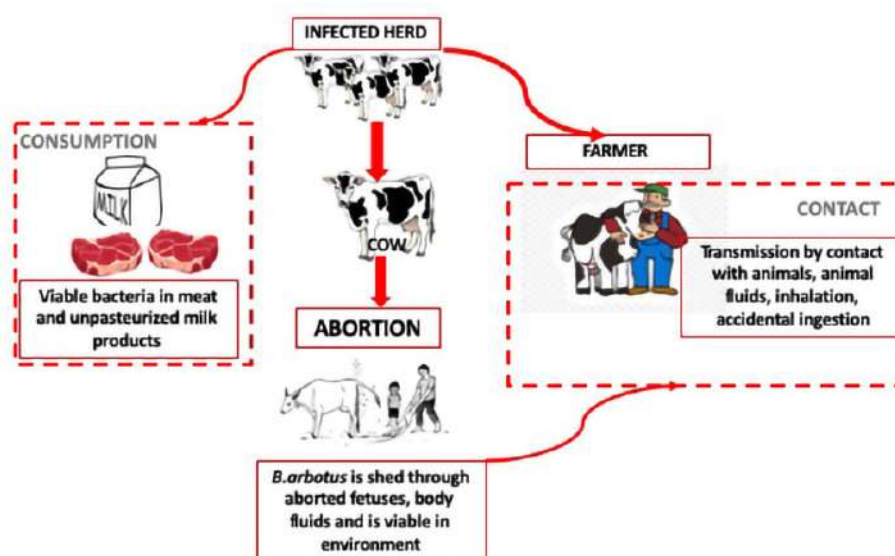 INFECTED HERD
CONSUMPTION
MILK
Viable bacteria in meat
and unpasteurized milk
products
COW
ABORTION
B.arbotus is shed through
aborted fetuses, body
fluids and is viable in
environment
FARMER
CONTACT
Transmission by contact
with animals, animal
fluids, inhalation,
accidental ingestion